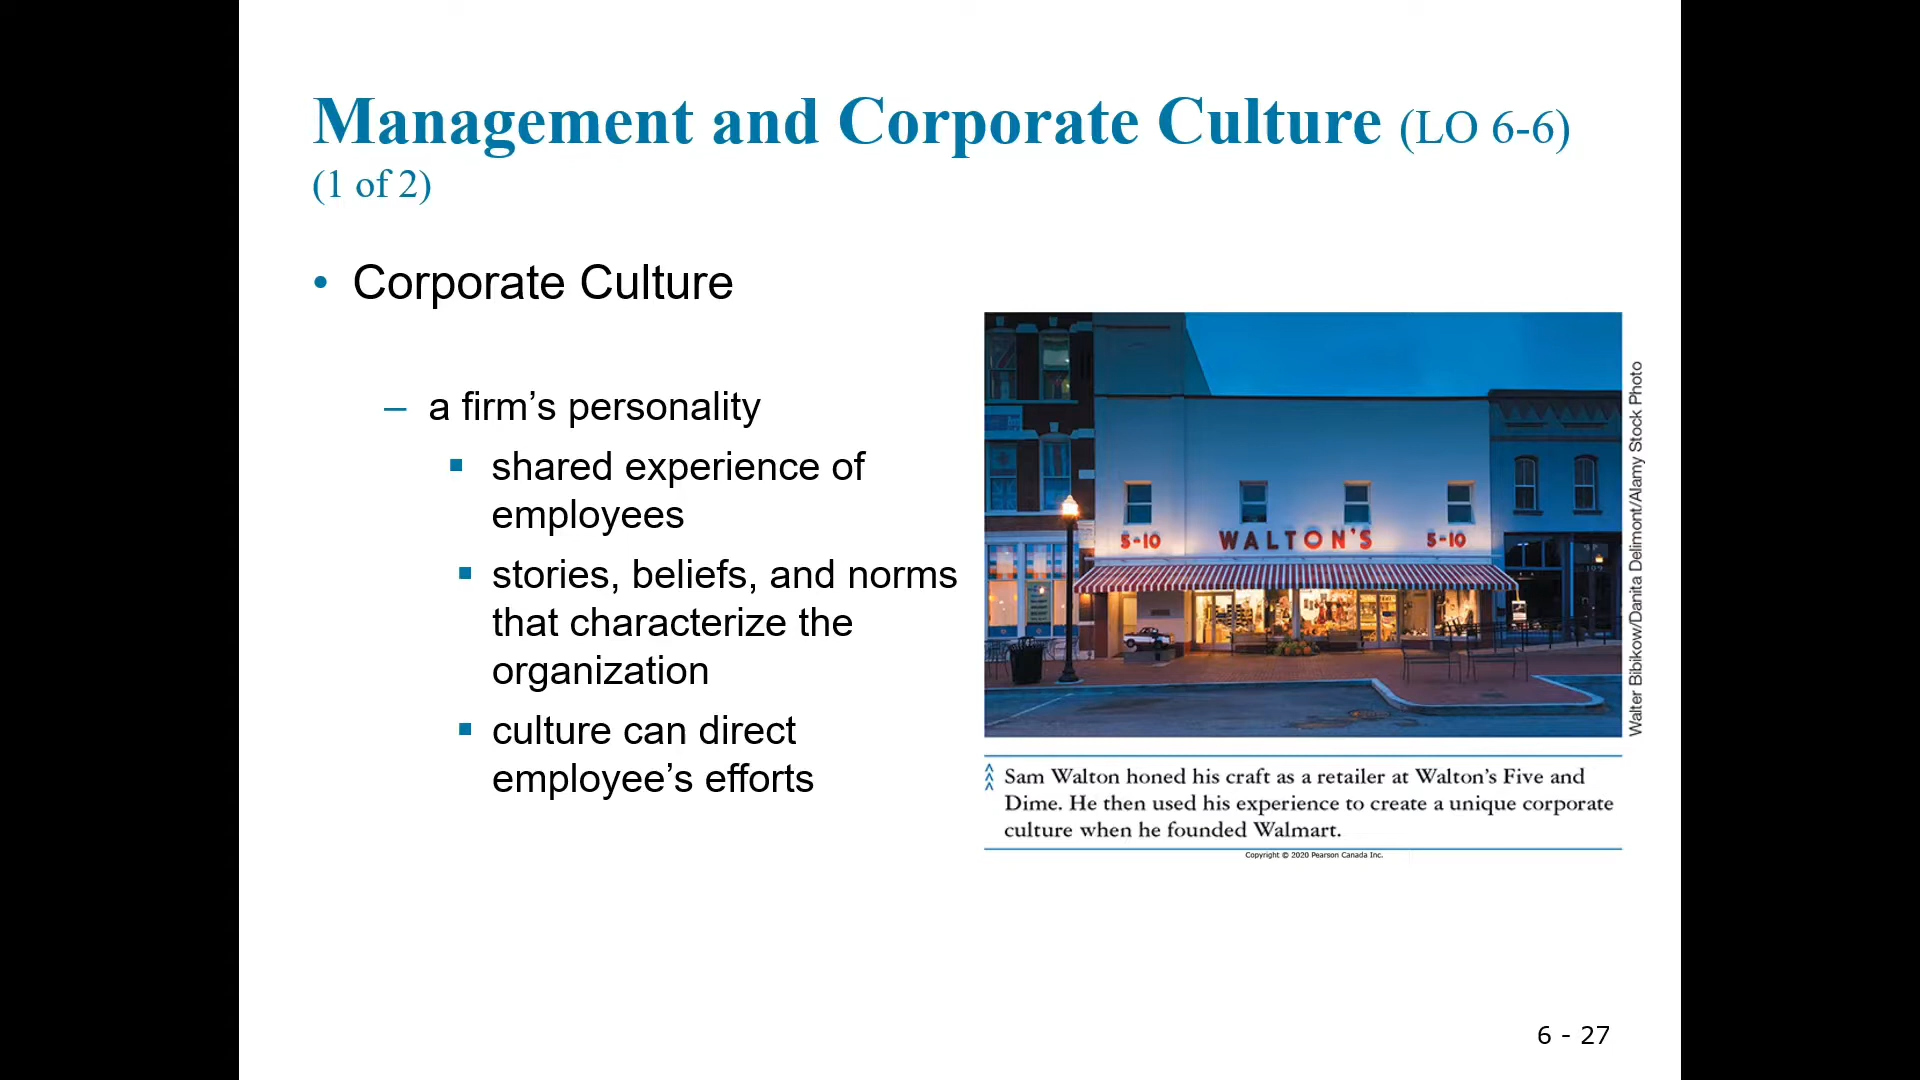 Management and Corporate Culture (LO 6-6)
(1 of 2)
• Corporate Culture
– a firm’s personality
▪ shared experience of
employees
▪ stories, beliefs, and norms
that characterize the
organization
▪ culture can direct
employee’s efforts
5-10 WALTON'S 5-10
109
Walter Bibikow/Danita Delimont/Alamy Stock Photo
Sam Walton honed his craft as a retailer at Walton’s Five and
Dime. He then used his experience to create a unique corporate
culture when he founded Walmart.
Copyright © 2020 Pearson Canada Inc.
6 - 27